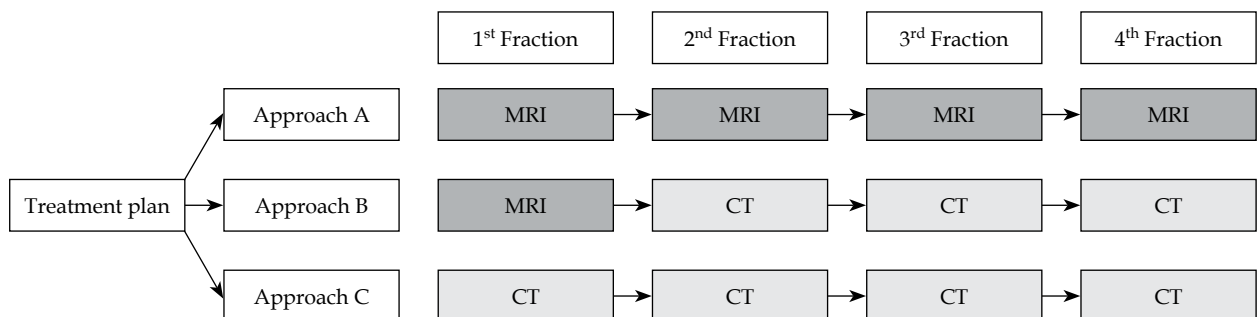 1st Fraction 2nd Fraction 3rd Fraction 4th Fraction
Approach A MRI MRI MRI MRI
Treatment plan Approach B MRI CT CT CT
Approach C CT CT CT CT